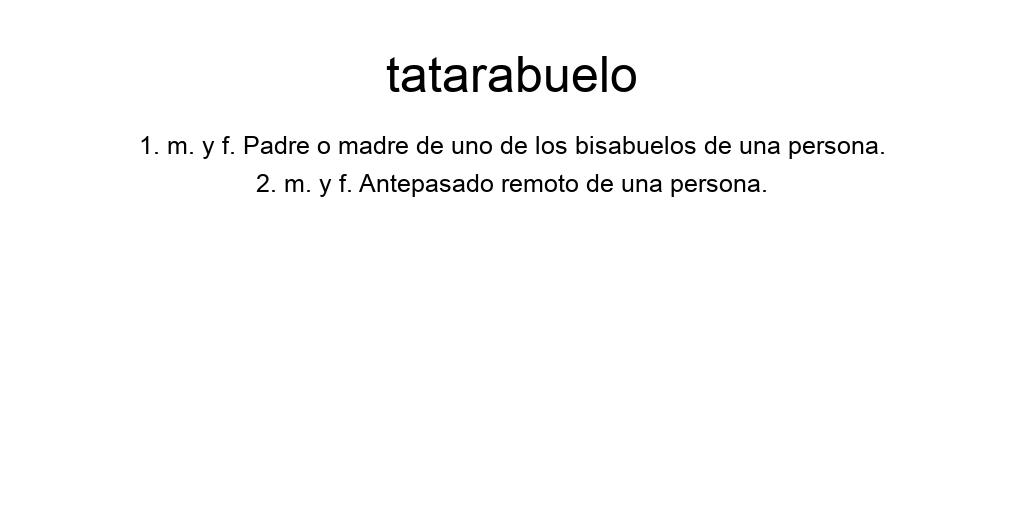 tatarabuelo
1. m. y f. Padre o madre de uno de los bisabuelos de una persona.
2. m. y f. Antepasado remoto de una persona.